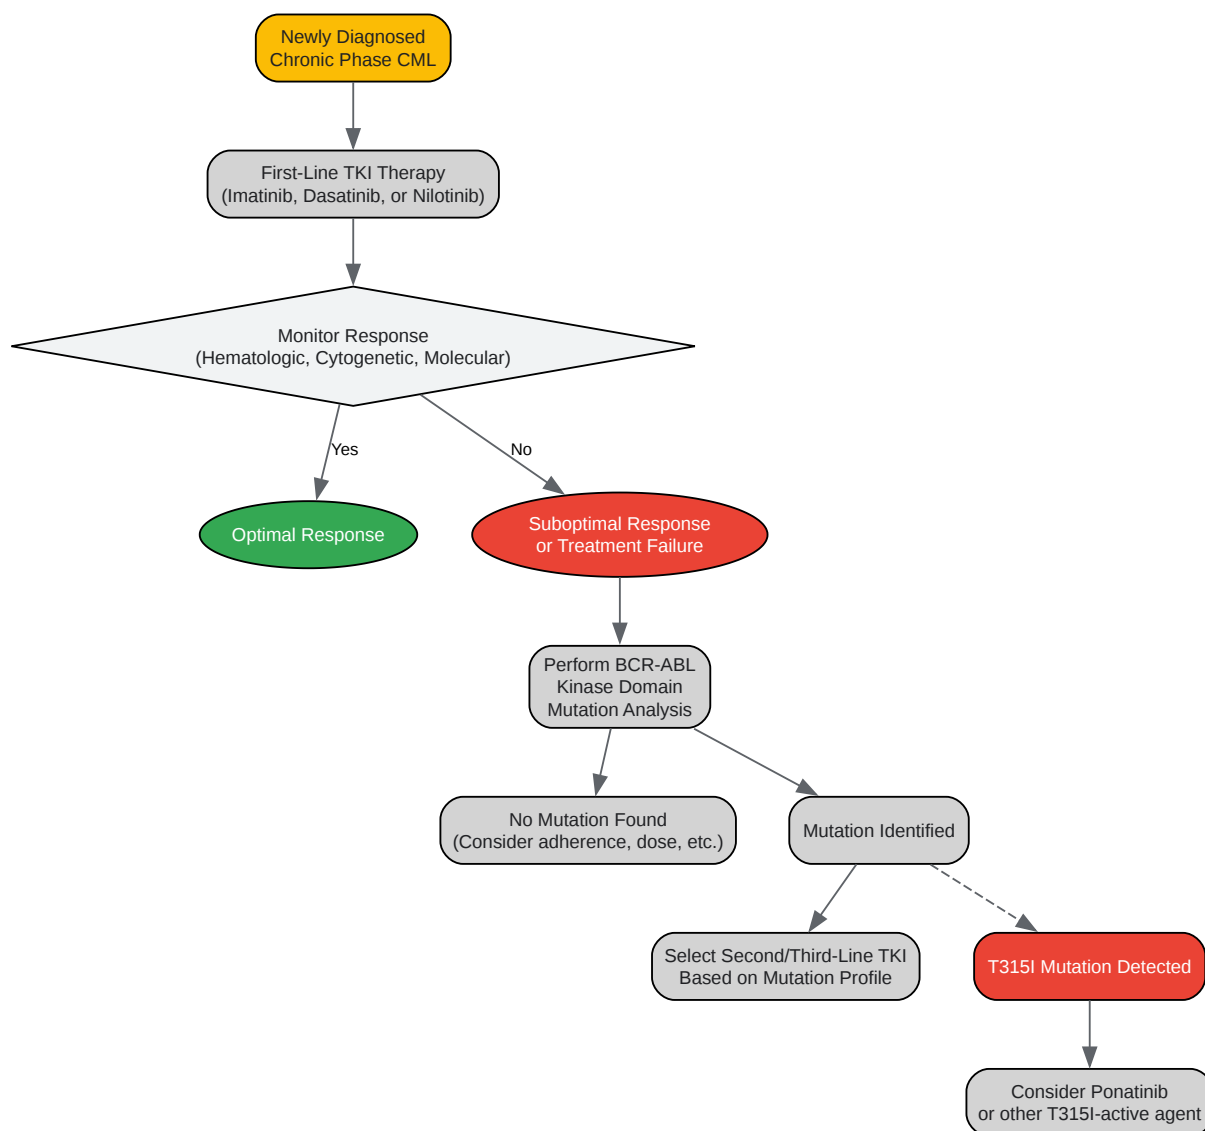 Newly Diagnosed
Chronic Phase CML
First-Line TKI Therapy
(Imatinib, Dasatinib, or Nilotinib)
Monitor Response
(Hematologic, Cytogenetic, Molecular)
Yes
No
Optimal Response
Suboptimal Response
or Treatment Failure
Perform BCR-ABL
Kinase Domain
Mutation Analysis
No Mutation Found
(Consider adherence, dose, etc.)
Mutation Identified
Select Second/Third-Line TKI
Based on Mutation Profile
T315I Mutation Detected
Consider Ponatinib
or other T315I-active agent